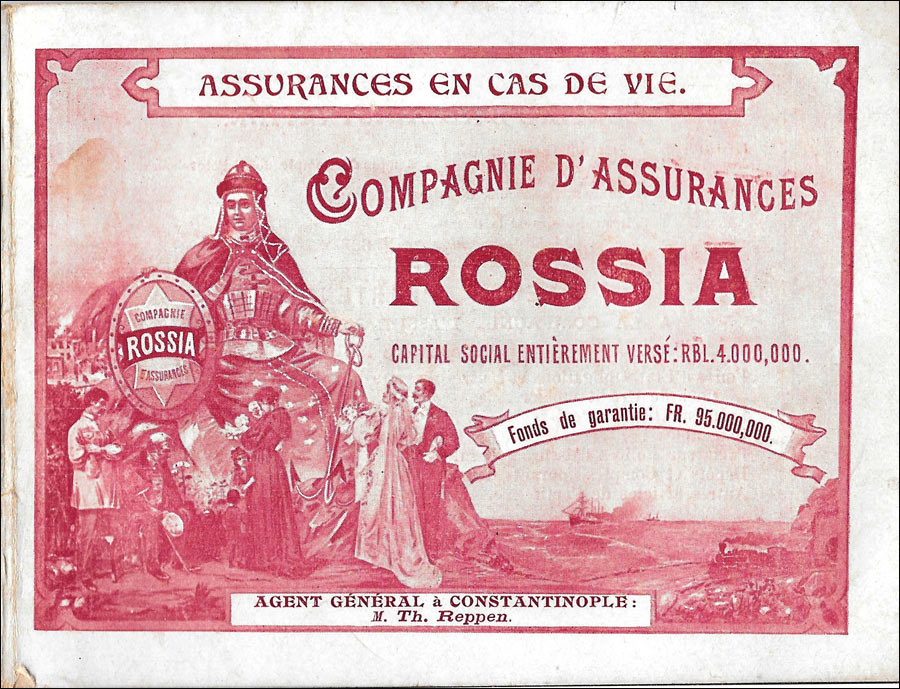 ASSURANCES EN CAS DE VIE.
COMPAGNIE D'ASSURANCES
ROSSIA
CAPITAL SOCIAL ENTIÈREMENT VERSÉ: RBL. 4.000,000.
Fonds de garantie: FR. 95.000,000.
COMPAGNIE
ROSSIA
D'ASSURANCES
AGENT GÉNÉRAL à CONSTANTINOPLE:
M. Th. Reppen.